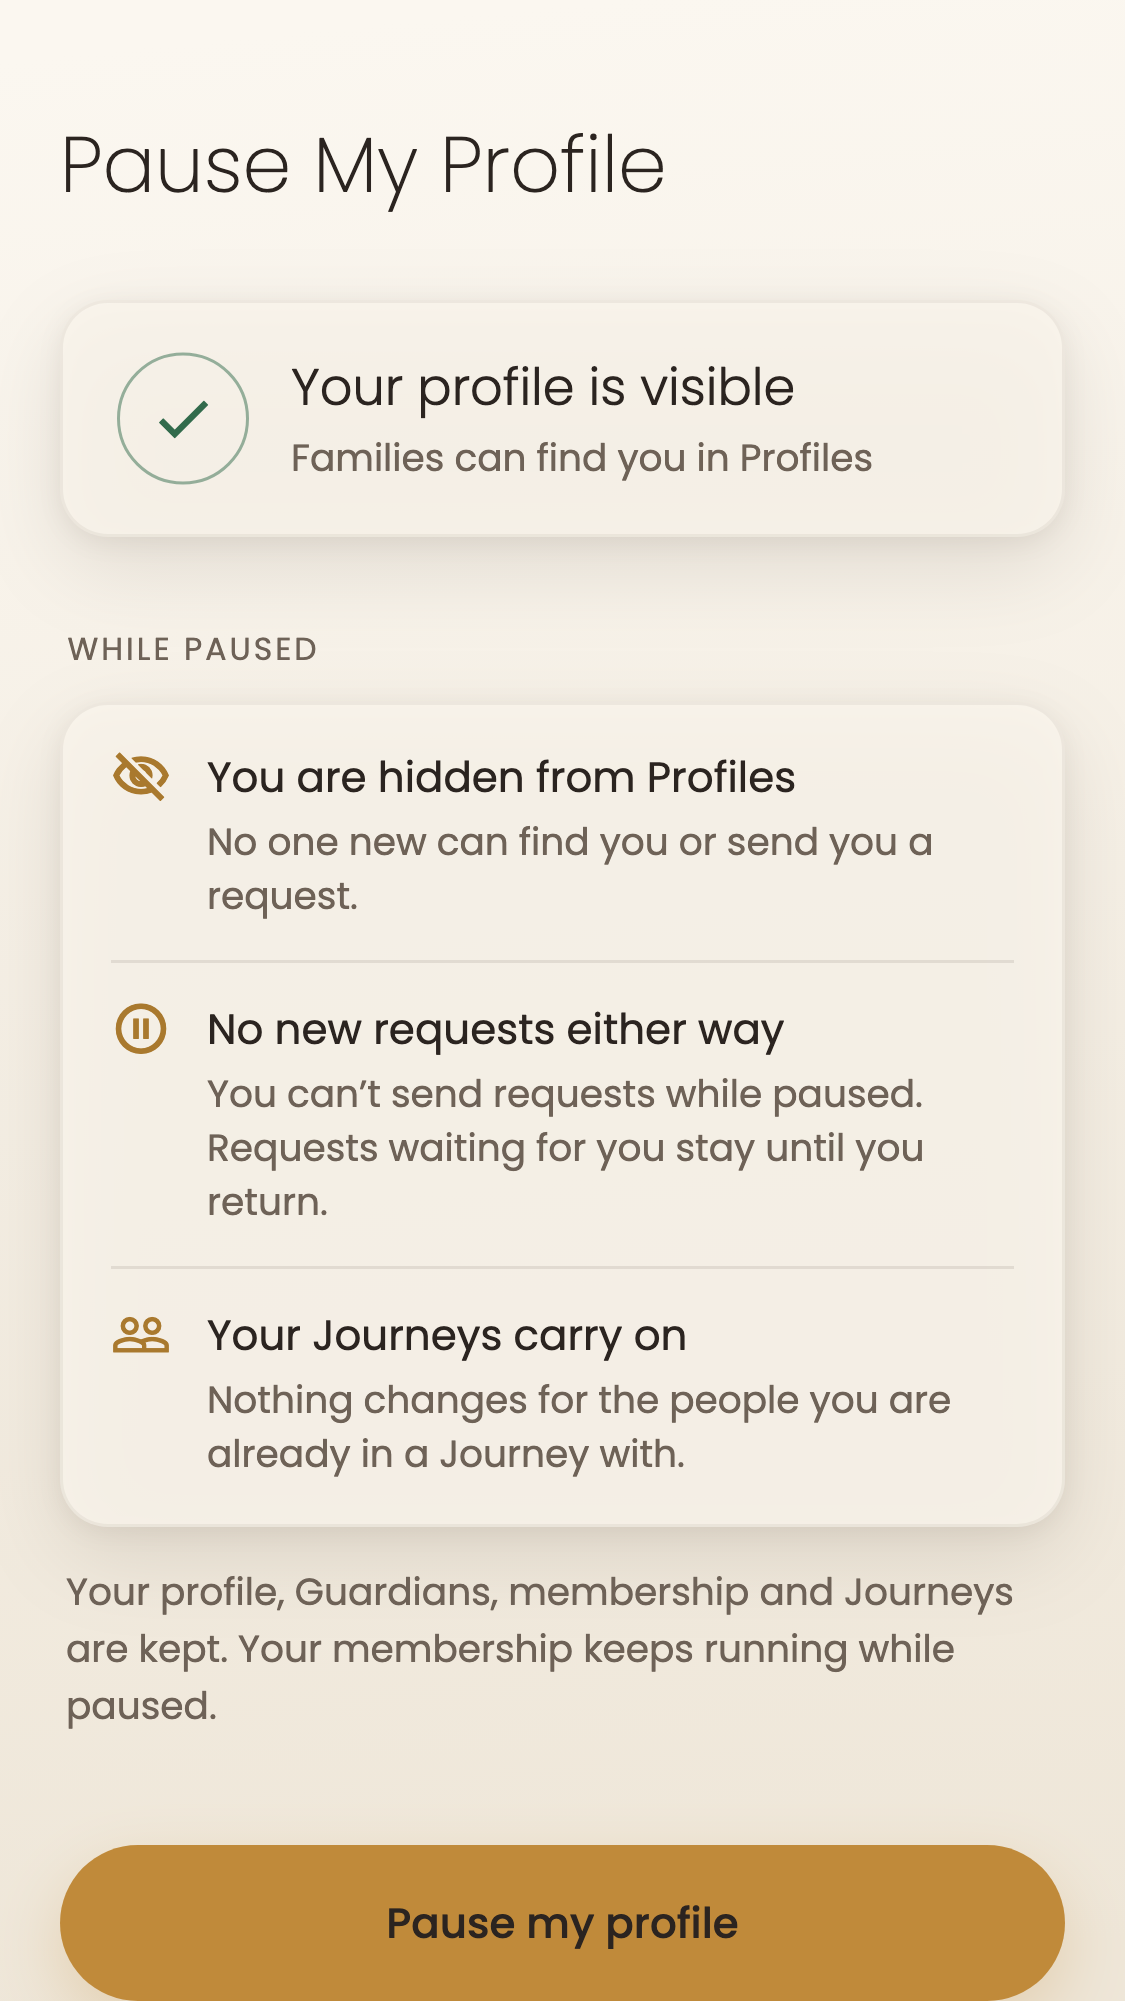 Pause My Profile
Your profile is visible
Families can find you in Profiles
WHILE PAUSED
You are hidden from Profiles
No one new can find you or send you a
request.
No new requests either way
You can’t send requests while paused.
Requests waiting for you stay until you
return.
Your Journeys carry on
Nothing changes for the people you are
already in a Journey with.
Your profile, Guardians, membership and Journeys
are kept. Your membership keeps running while
paused.
Pause my profile